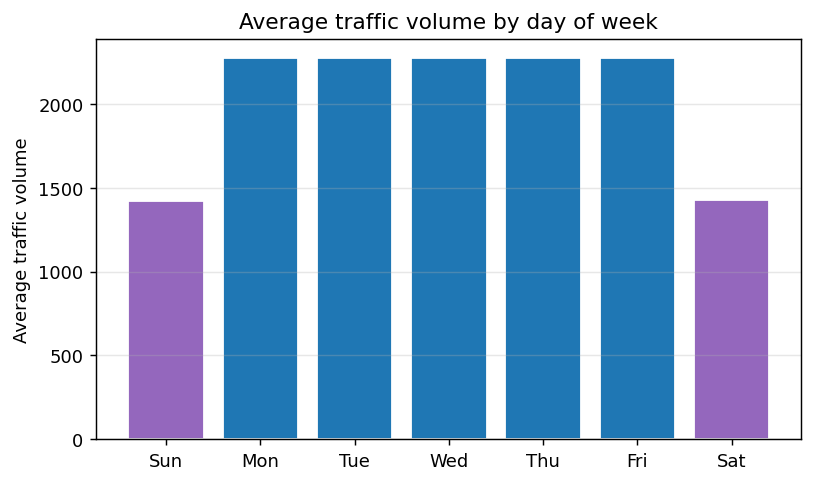 Average traffic volume by day of week
Average traffic volume
2000
1500
1000
500
0
Sun Mon Tue Wed Thu Fri Sat